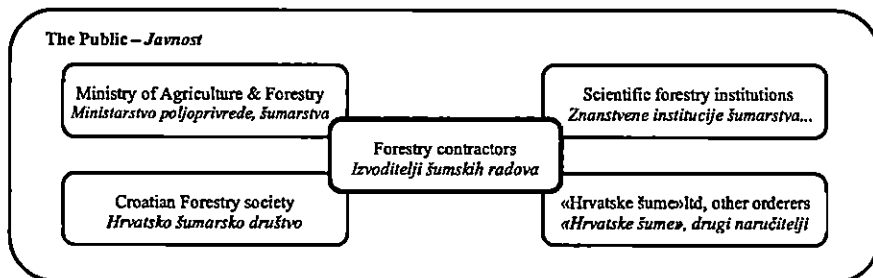 The Public – Javnost
Ministry of Agriculture & Forestry
Ministarstvo poljoprivrede, šumarstva
Scientific forestry institutions
Znanstvene institucije šumarstva...
Forestry contractors
Izvoditelji šumskih radova
Croatian Forestry society
Hrvatsko šumarsko društvo
«Hrvatske šume»ltd, other orderers
«Hrvatske šume», drugi naručitelji